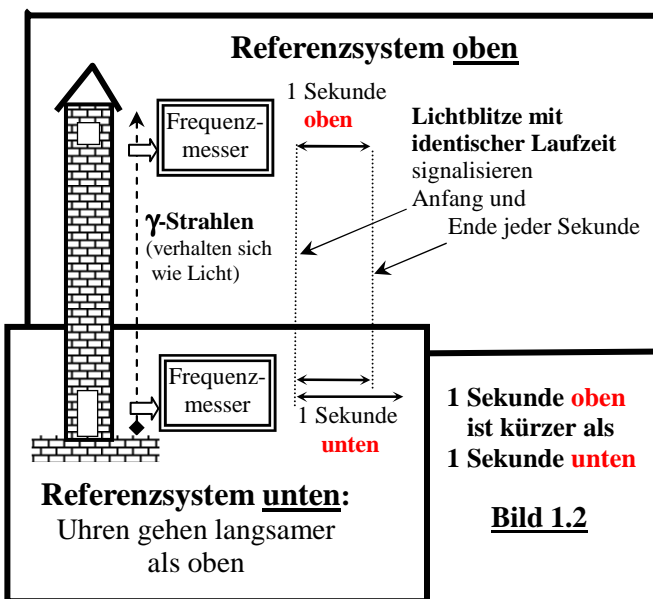 Referenzsystem oben
1 Sekunde
oben
Frequenz-
messer
Lichtblitze mit
identischer Laufzeit
signalisieren
Anfang und
Ende jeder Sekunde
γ-Strahlen
(verhalten sich
wie Licht)
Frequenz-
messer
1 Sekunde
unten
1 Sekunde oben
ist kürzer als
1 Sekunde unten
Referenzsystem unten:
Uhren gehen langsamer
als oben
Bild 1.2